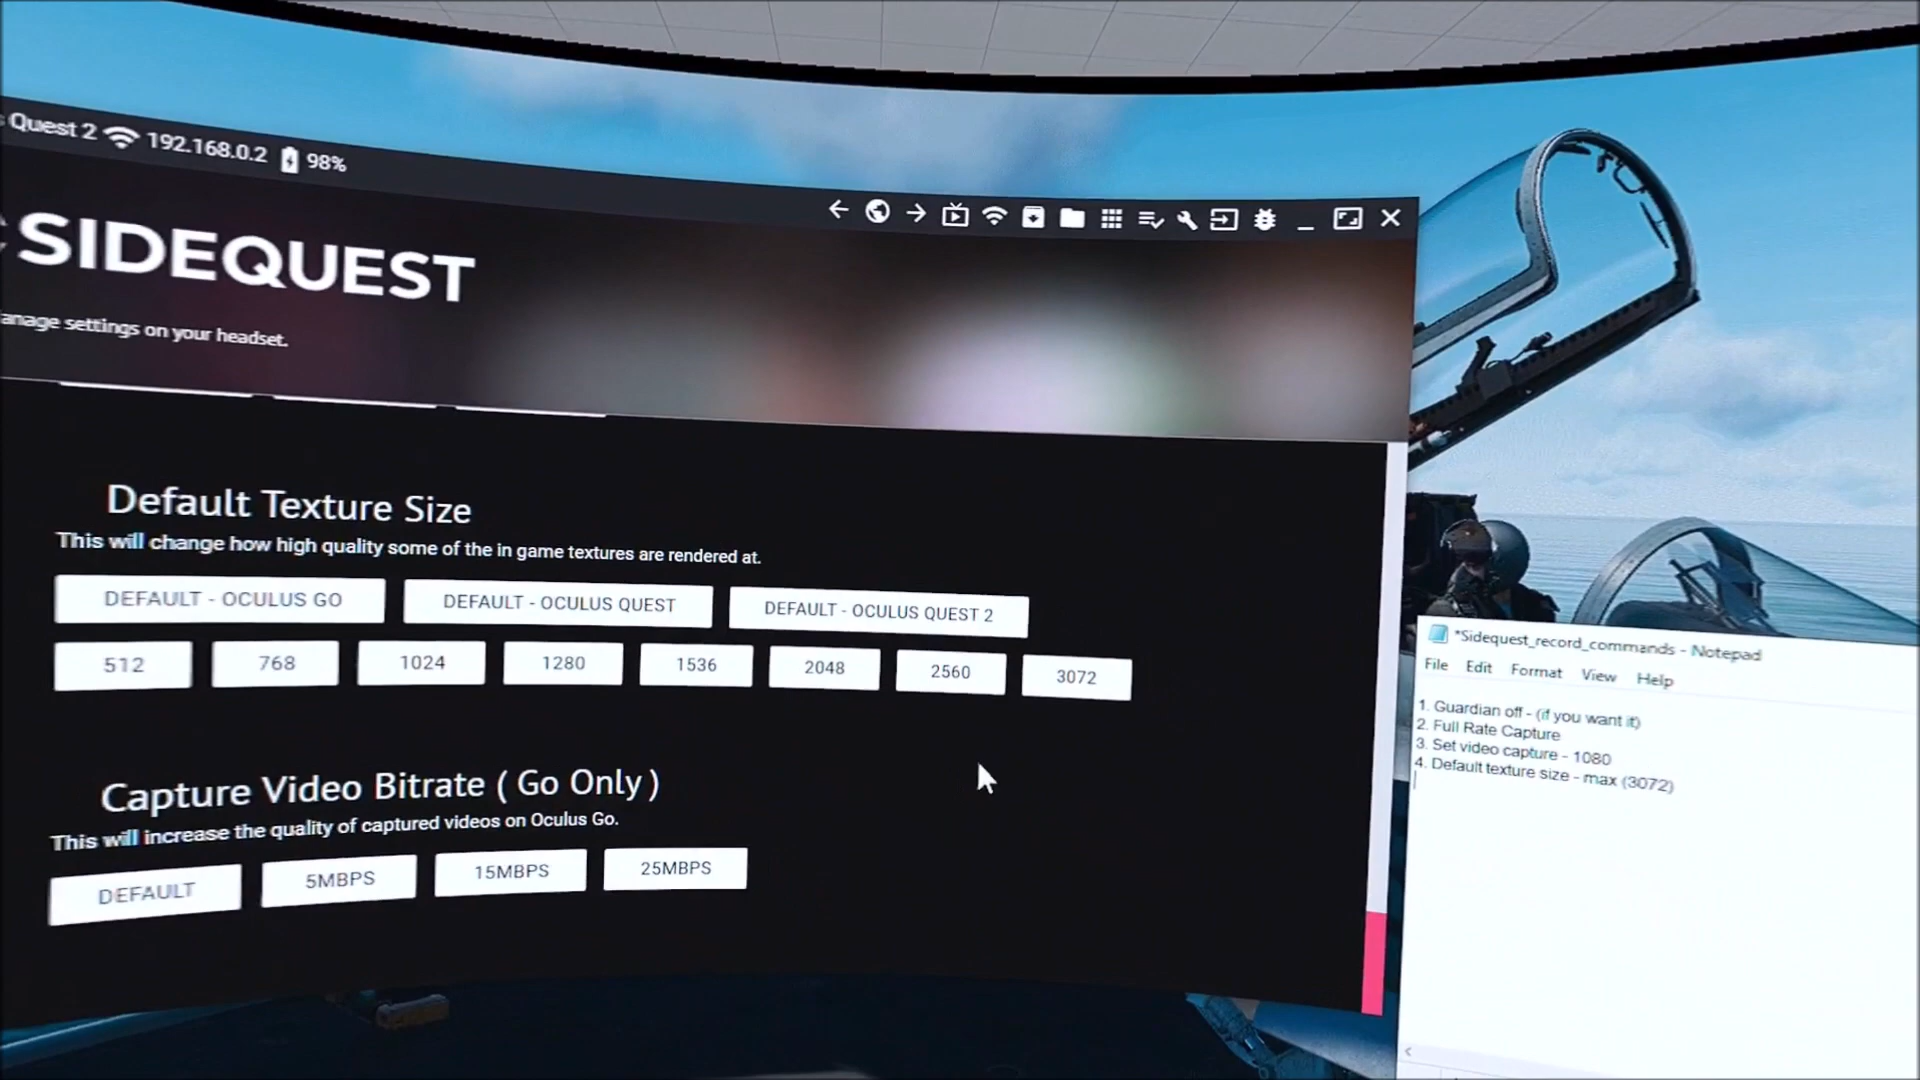 Quest 2 192.168.0.2 98%
SIDEQUEST
anage settings on your headset.
Default Texture Size
This will change how high quality some of the in game textures are rendered at.
DEFAULT - OCULUS GO
DEFAULT - OCULUS QUEST
DEFAULT - OCULUS QUEST 2
512
768
1024
1280
1536
2048
2560
3072
Capture Video Bitrate ( Go Only )
This will increase the quality of captured videos on Oculus Go.
DEFAULT
5MBPS
15MBPS
25MBPS
*Sidequest_record_commands - Notepad
File Edit Format View Help
1. Guardian off - (if you want it)
2. Full Rate Capture
3. Set video capture - 1080
4. Default texture size - max (3072)